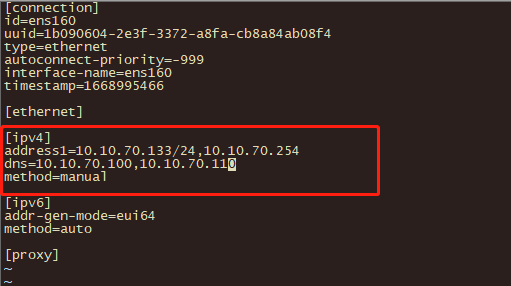 [connection]
id=ens160
uuid=1b090604-2e3f-3372-a8fa-cb8a84ab08f4
type=ethernet
autoconnect-priority=-999
interface-name=ens160
timestamp=1668995466
[ethernet]
[ipv4]
address1=10.10.70.133/24,10.10.70.254
dns=10.10.70.100,10.10.70.110
method=manual
[ipv6]
addr-gen-mode=eui64
method=auto
[proxy]
~
~